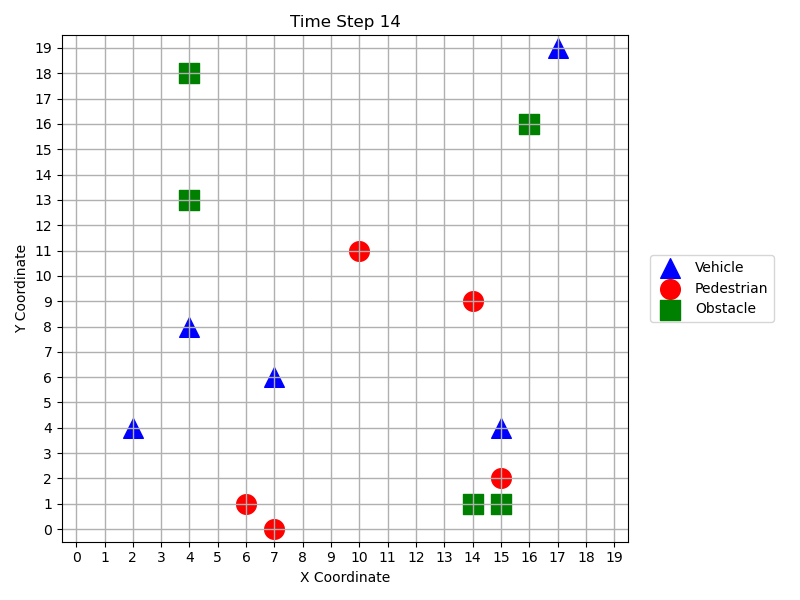 Time Step 14
19
18
17
16
15
14
13
12
11
10
9
8
7
6
5
4
3
2
1
0
Y Coordinate
0 1 2 3 4 5 6 7 8 9 10 11 12 13 14 15 16 17 18 19
X Coordinate
Vehicle
Pedestrian
Obstacle